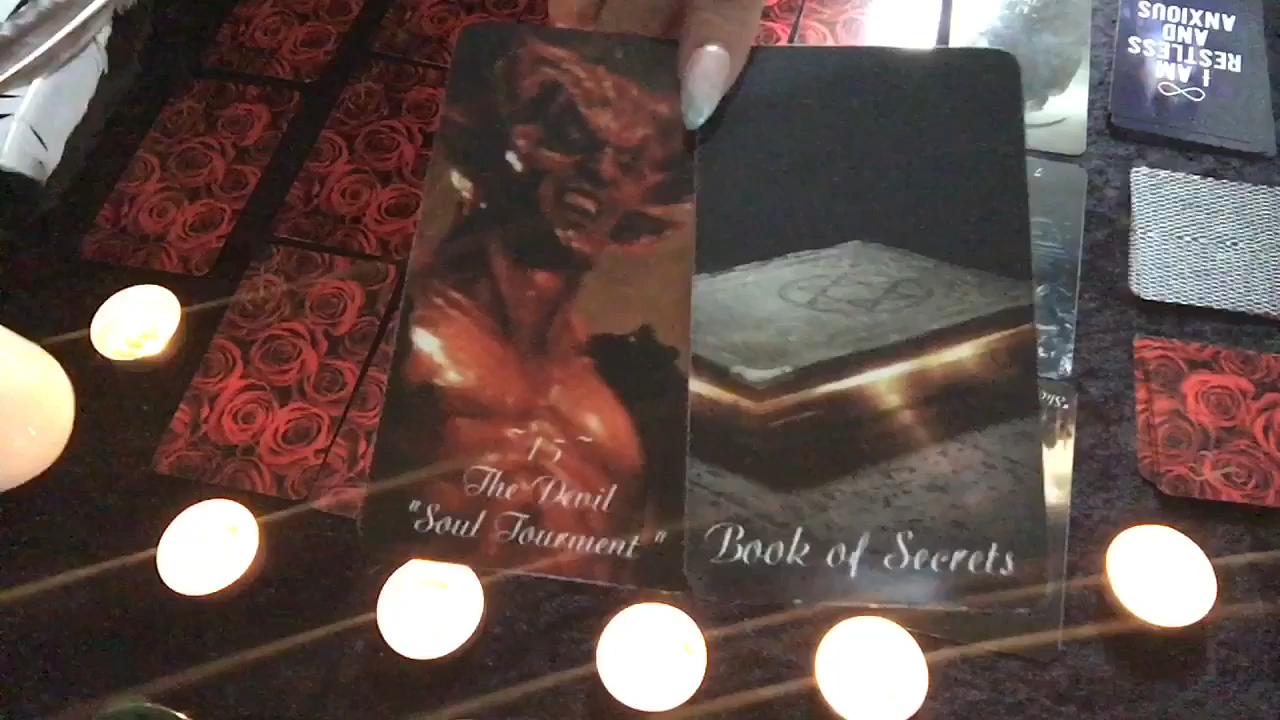 I AM
RESTLESS
AND
ANXIOUS
15
The Devil
"Soul Tourment"
Book of Secrets